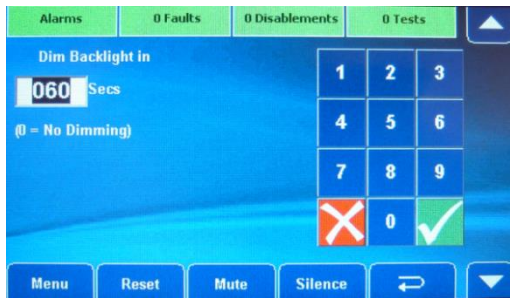 Alarms 0 Faults 0 Disablements 0 Tests
Dim Backlight in
060 Secs
(0 = No Dimming)
1 2 3
4 5 6
7 8 9
0
Menu Reset Mute Silence